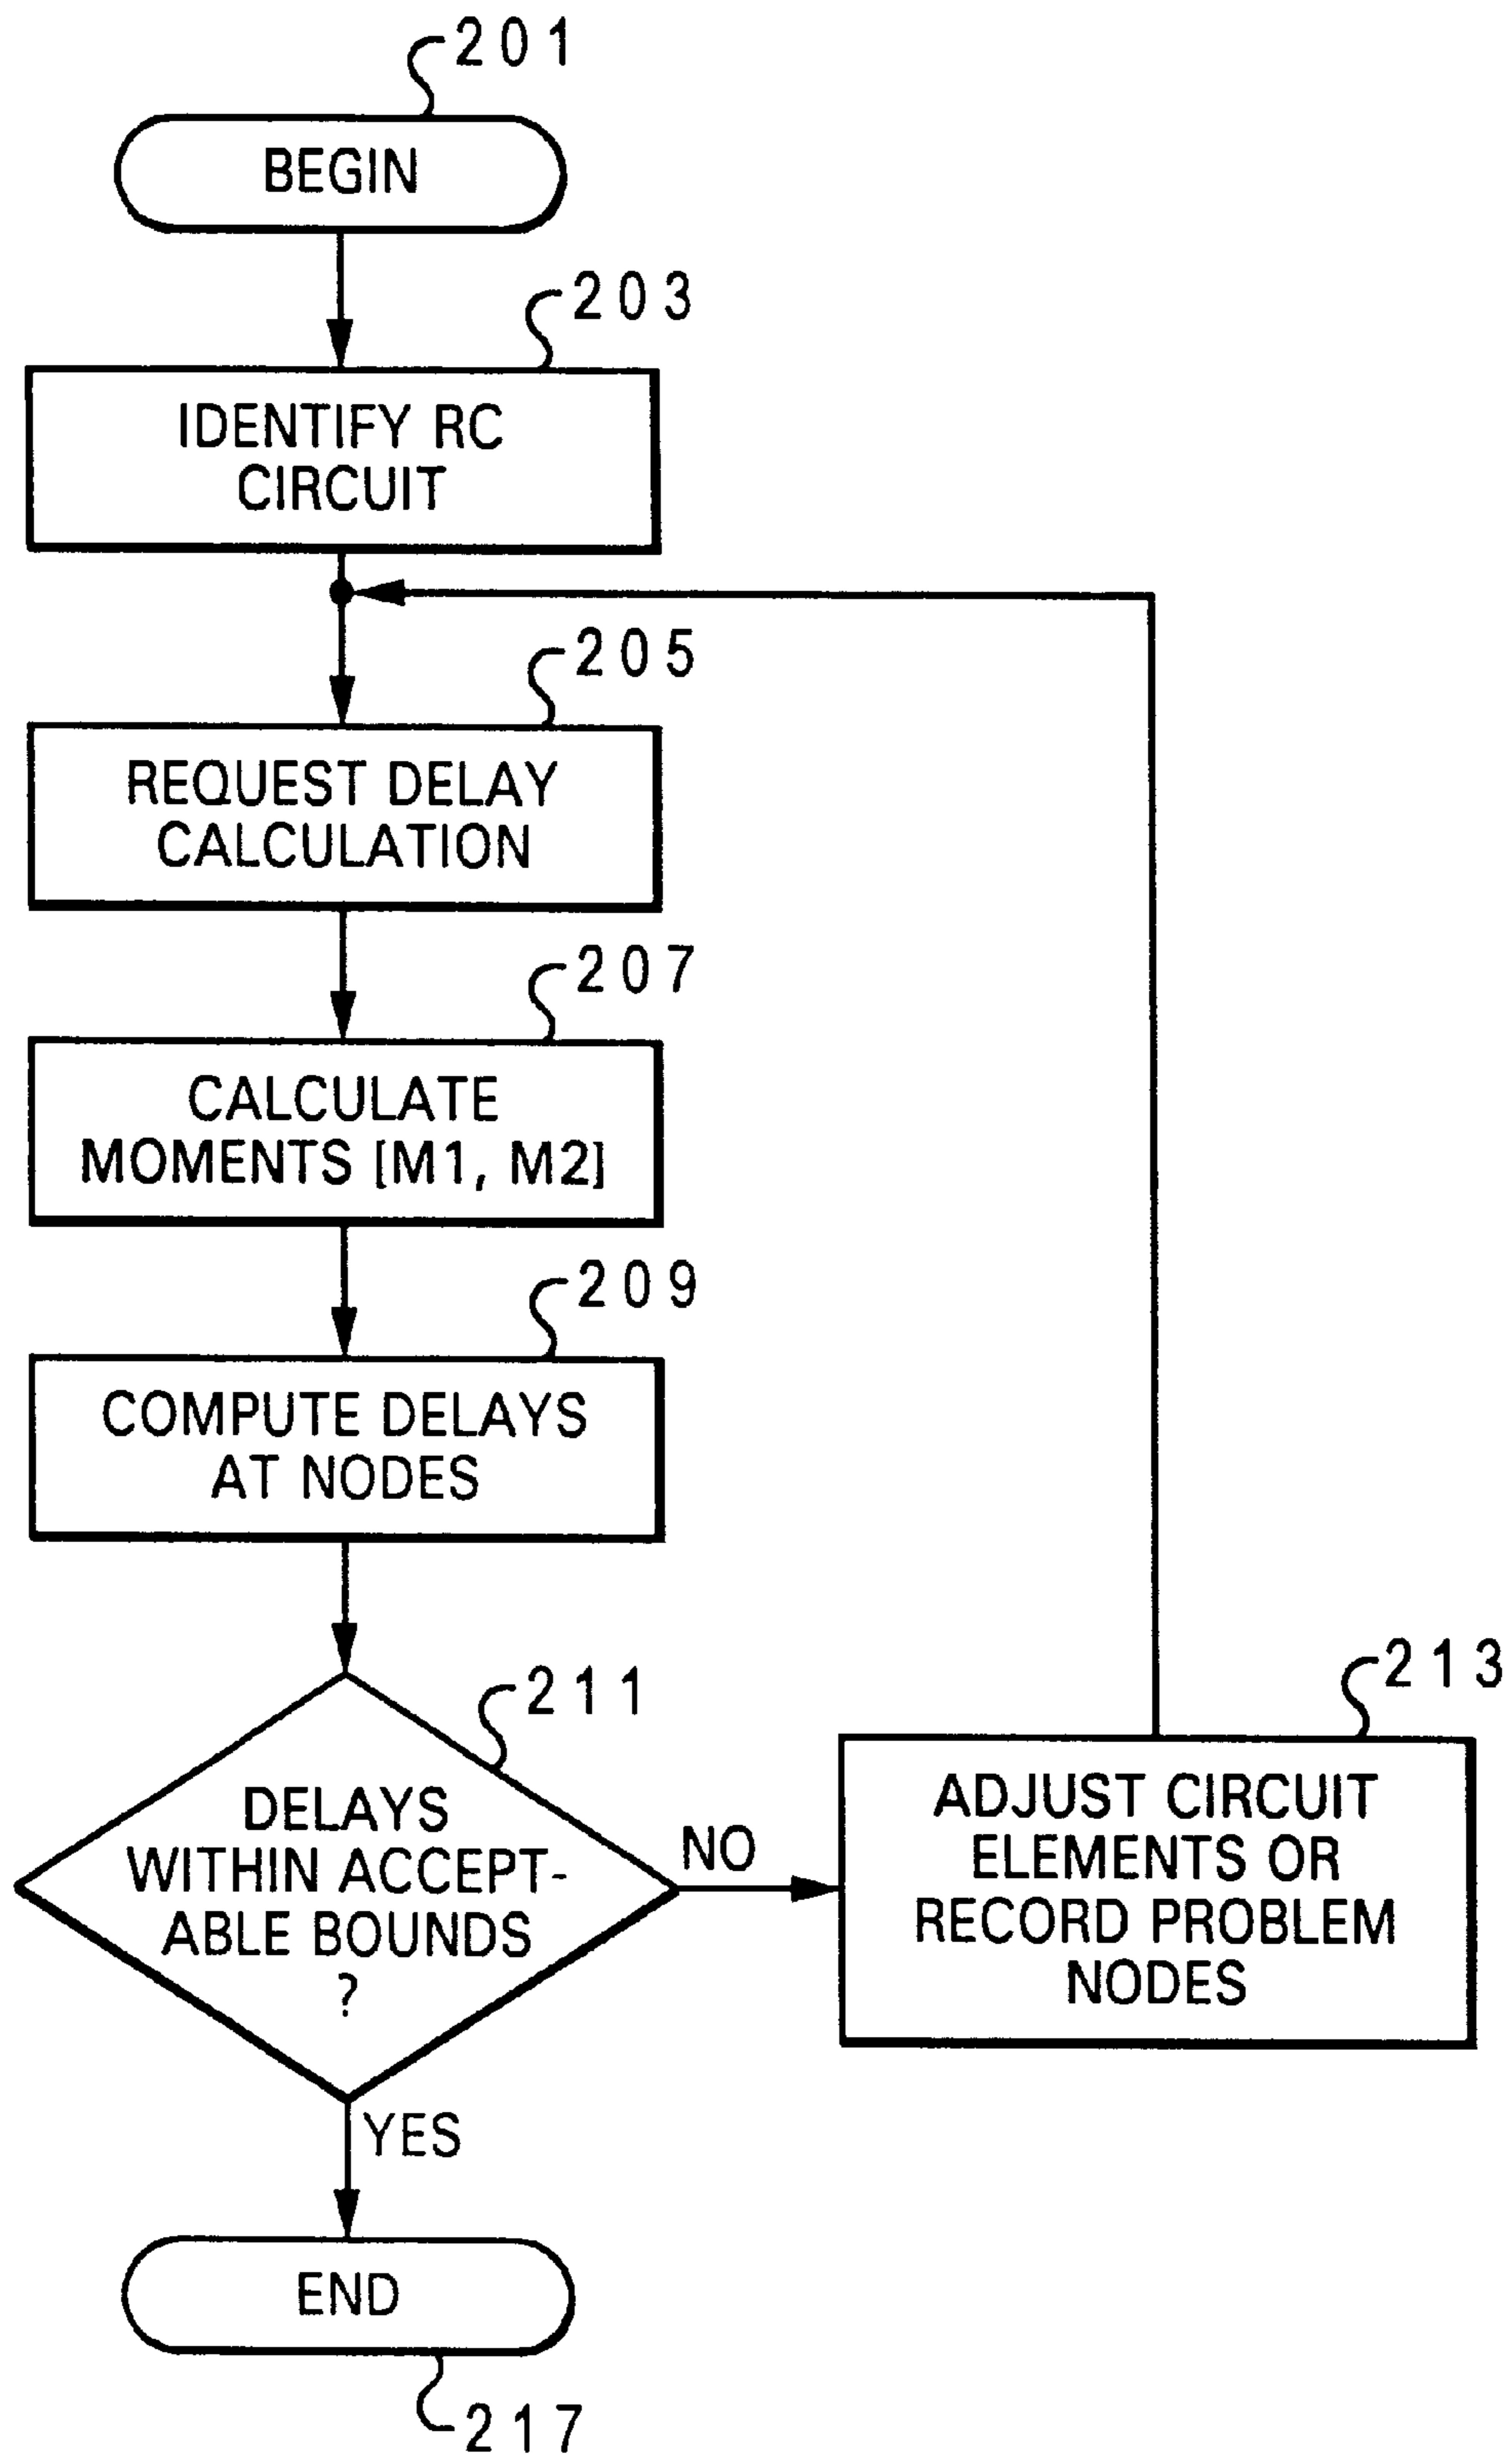 201
BEGIN
203
IDENTIFY RC
CIRCUIT
205
REQUEST DELAY
CALCULATION
207
CALCULATE
MOMENTS [M1, M2]
209
COMPUTE DELAYS
AT NODES
211
DELAYS
WITHIN ACCEPT-
ABLE BOUNDS
?
NO
213
ADJUST CIRCUIT
ELEMENTS OR
RECORD PROBLEM
NODES
YES
END
217